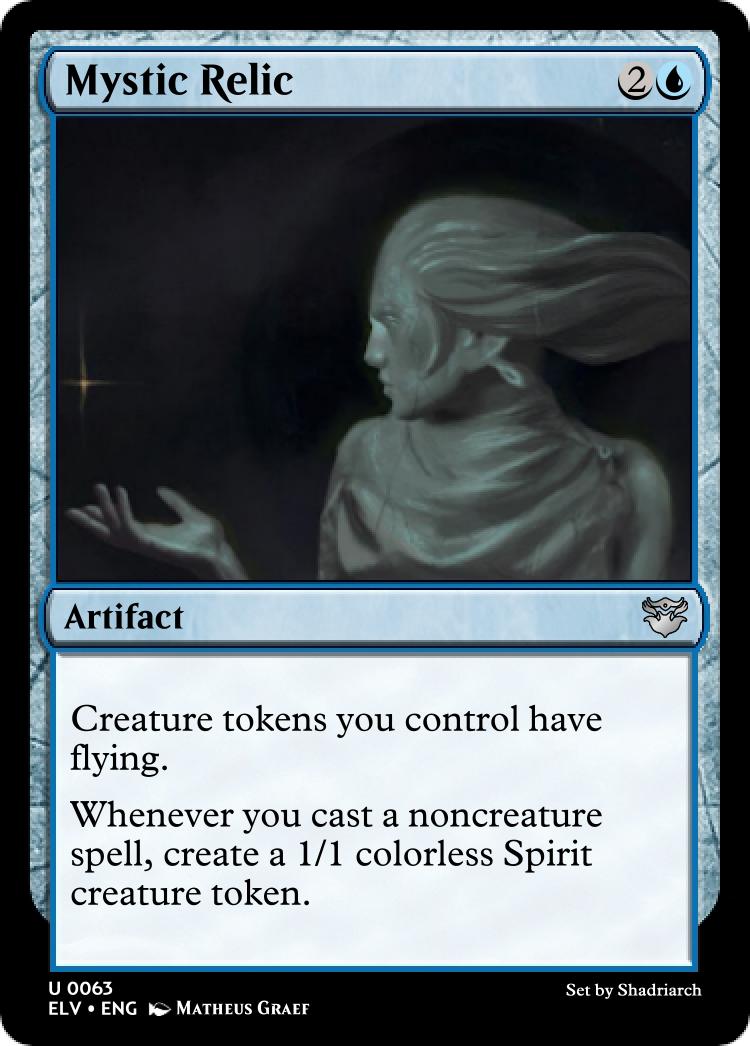 Mystic Relic 2
Artifact
Creature tokens you control have
flying.
Whenever you cast a noncreature
spell, create a 1/1 colorless Spirit
creature token.
U 0063
Set by Shadriarch
ELV • ENG Matheus Graef